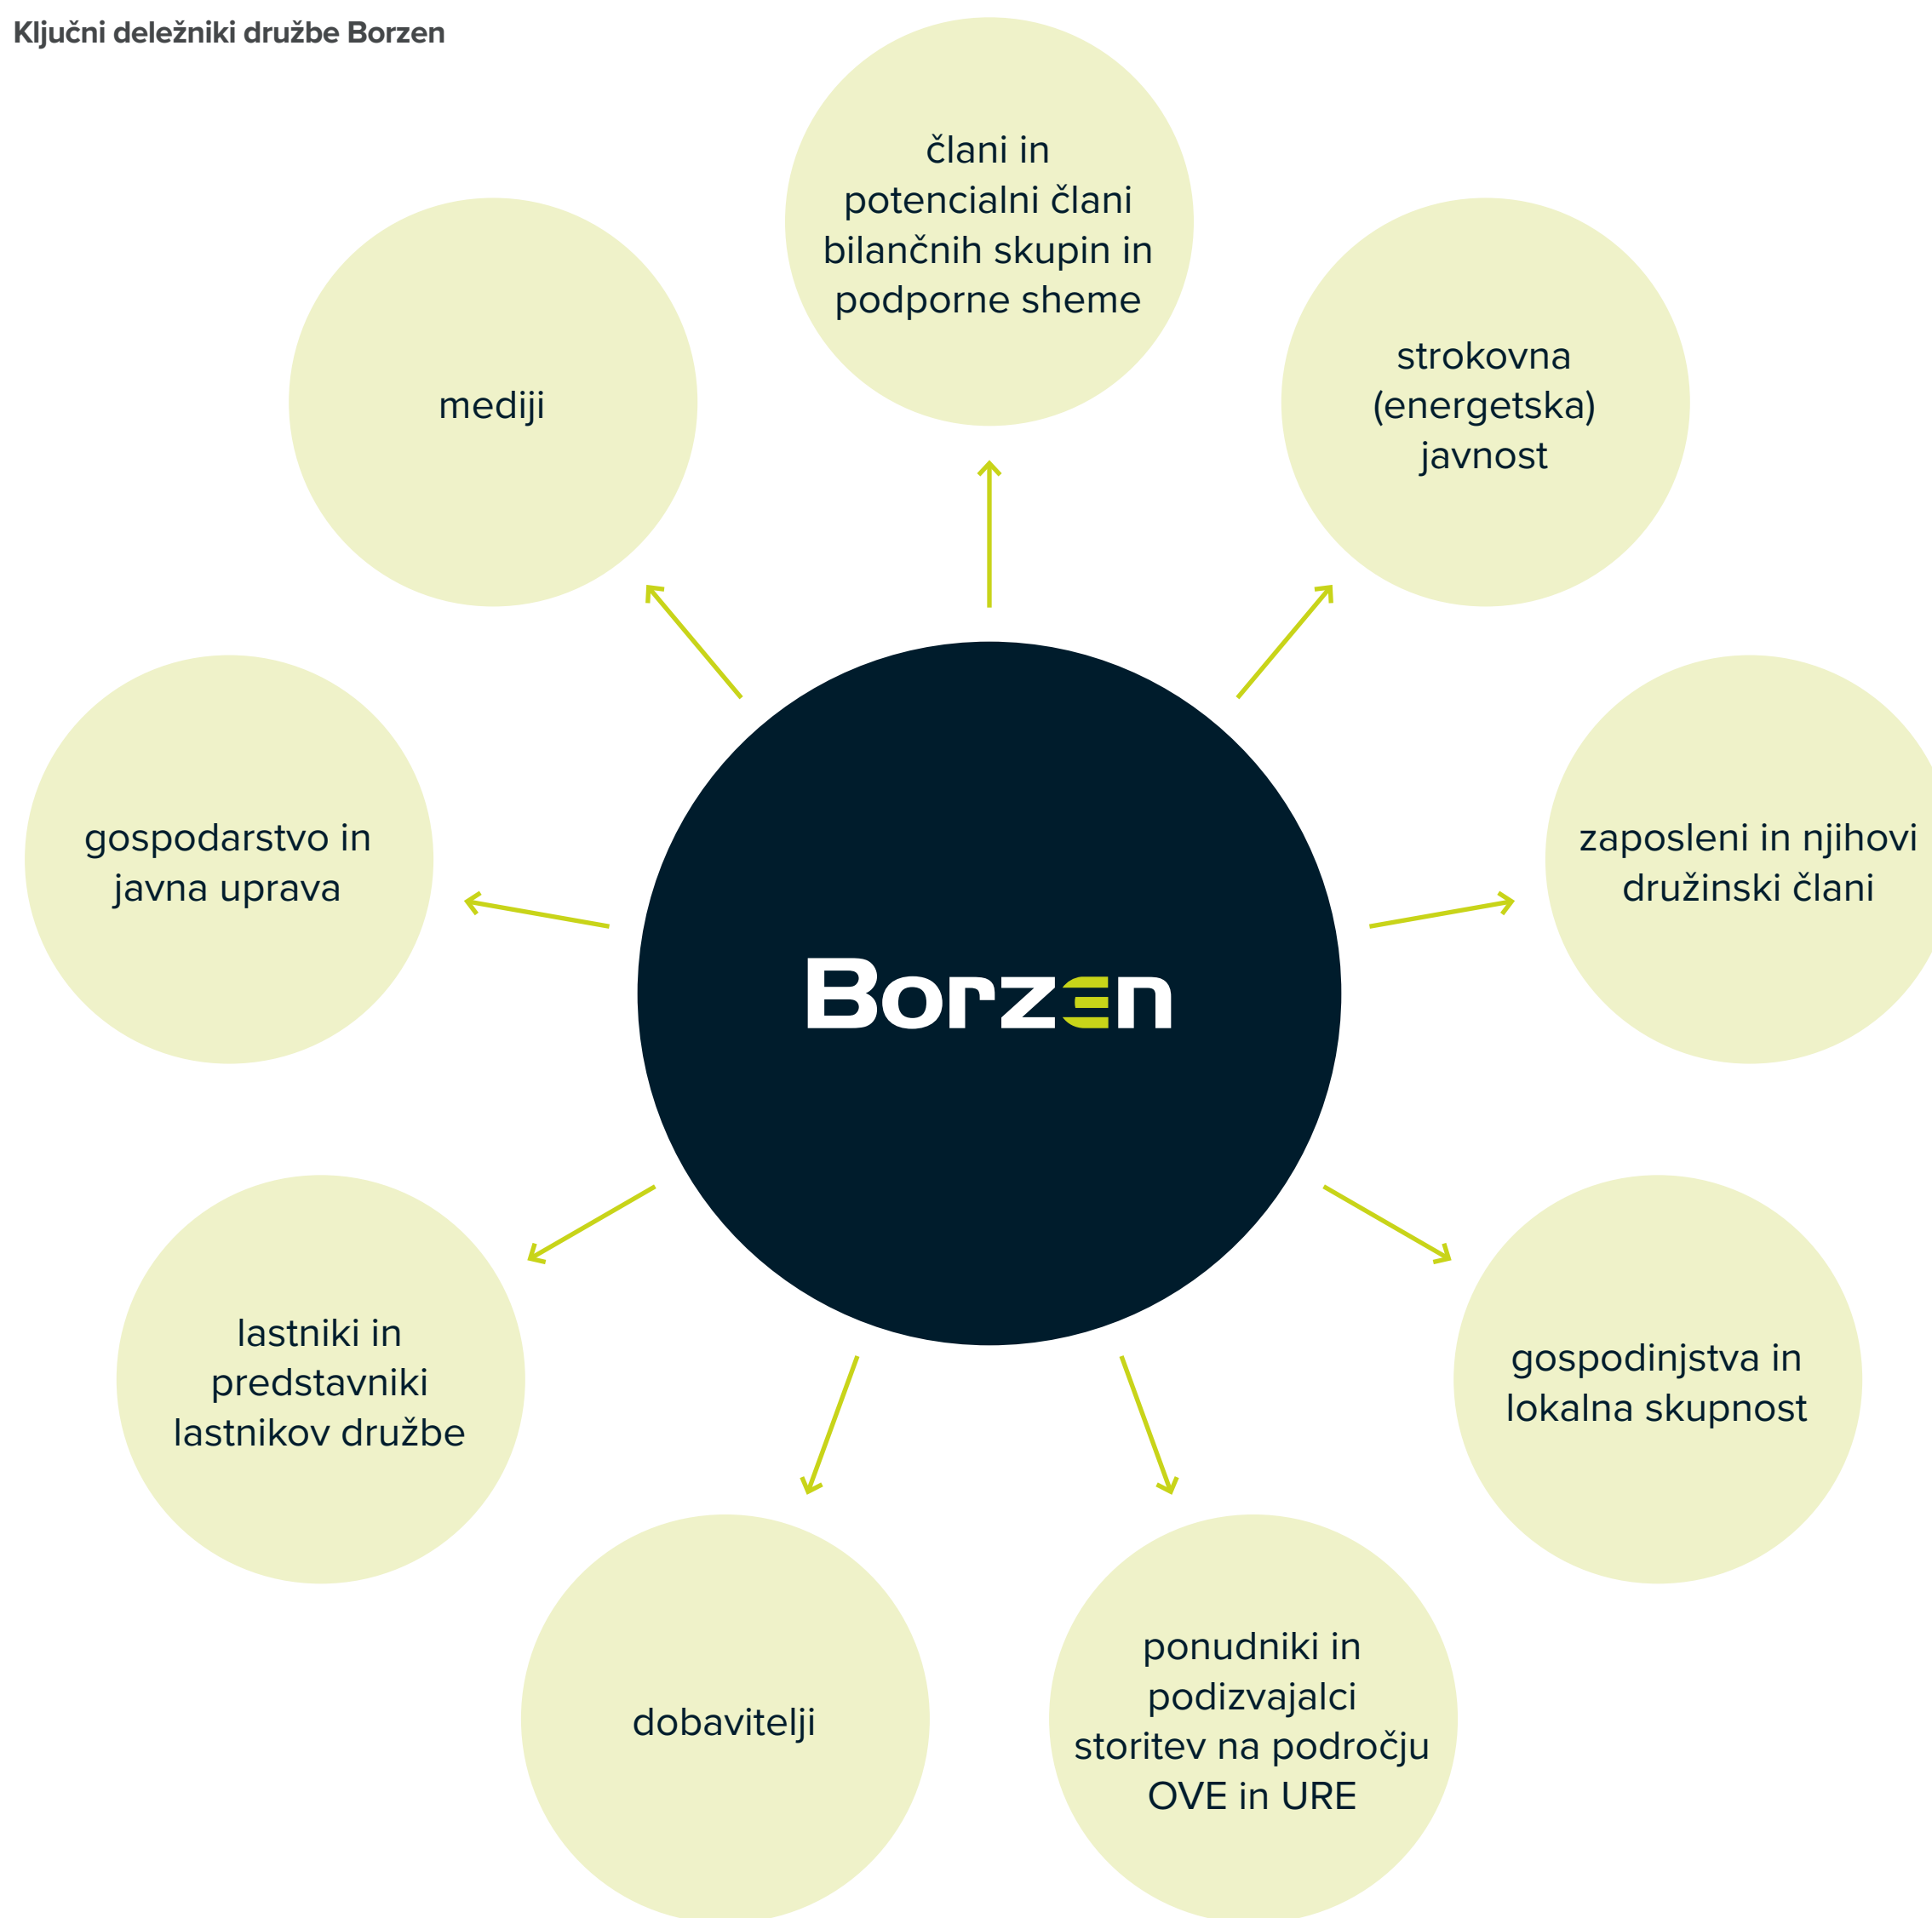 Ključni deležniki družbe Borzen
člani in
potencialni člani
bilančnih skupin in
podporne sheme
strokovna
(energetska)
javnost
zaposleni in njihovi
družinski člani
gospodinjstva in
lokalna skupnost
ponudniki in
podizvajalci
storitev na področju
OVE in URE
dobavitelji
lastniki in
predstavniki
lastnikov družbe
gospodarstvo in
javna uprava
mediji
Borzen